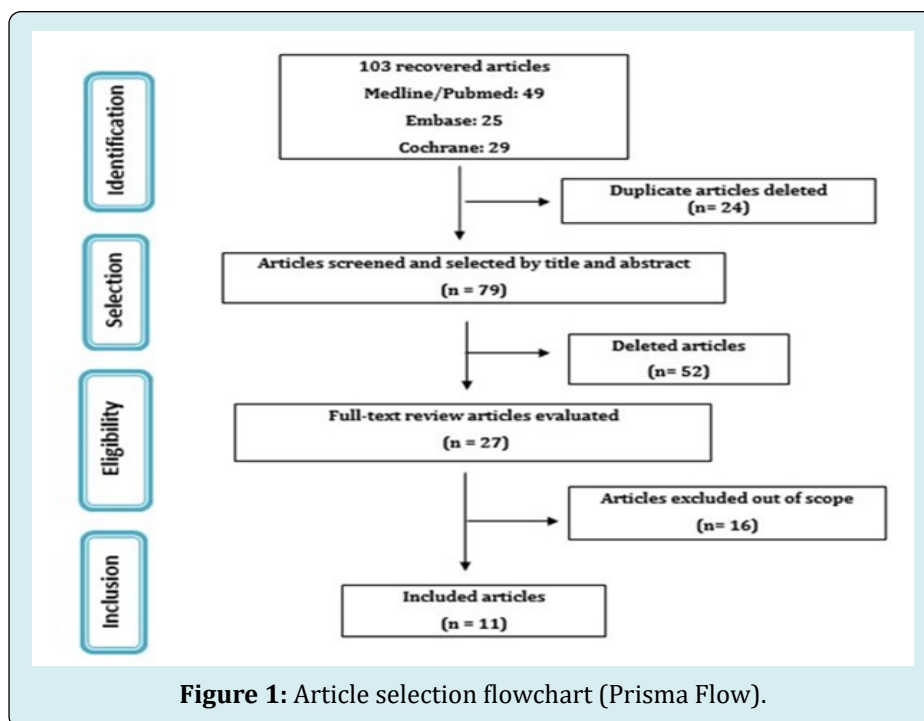 Identification
103 recovered articles
Medline/Pubmed: 49
Embase: 25
Cochrane: 29
Duplicate articles deleted
(n= 24)
Selection
Articles screened and selected by title and abstract
(n = 79)
Deleted articles
(n= 52)
Eligibility
Full-text review articles evaluated
(n = 27)
Articles excluded out of scope
(n= 16)
Inclusion
Included articles
(n = 11)
Figure 1: Article selection flowchart (Prisma Flow).